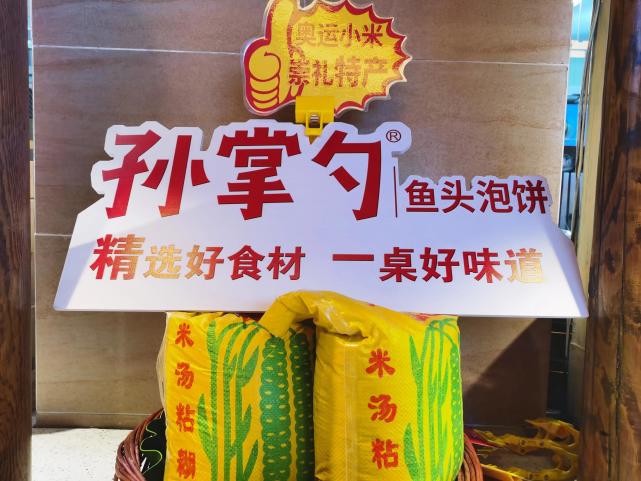 奥运小米
崇礼特产
孙掌勺®
鱼头泡饼
精选好食材 一桌好味道
米汤粘糊
米汤粘